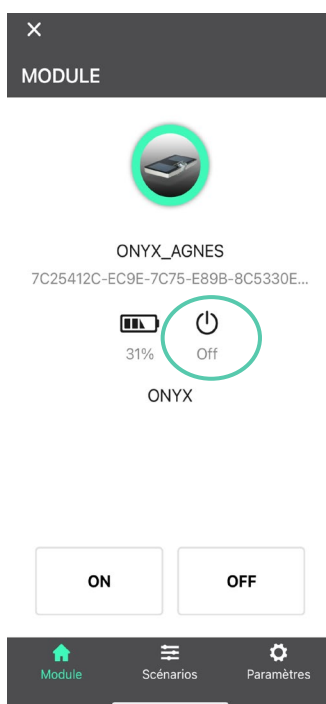 MODULE
ONYX_AGNES
7C25412C-EC9E-7C75-E89B-8C5330E...
31% Off
ONYX
ON OFF
Module Scénarios Paramètres